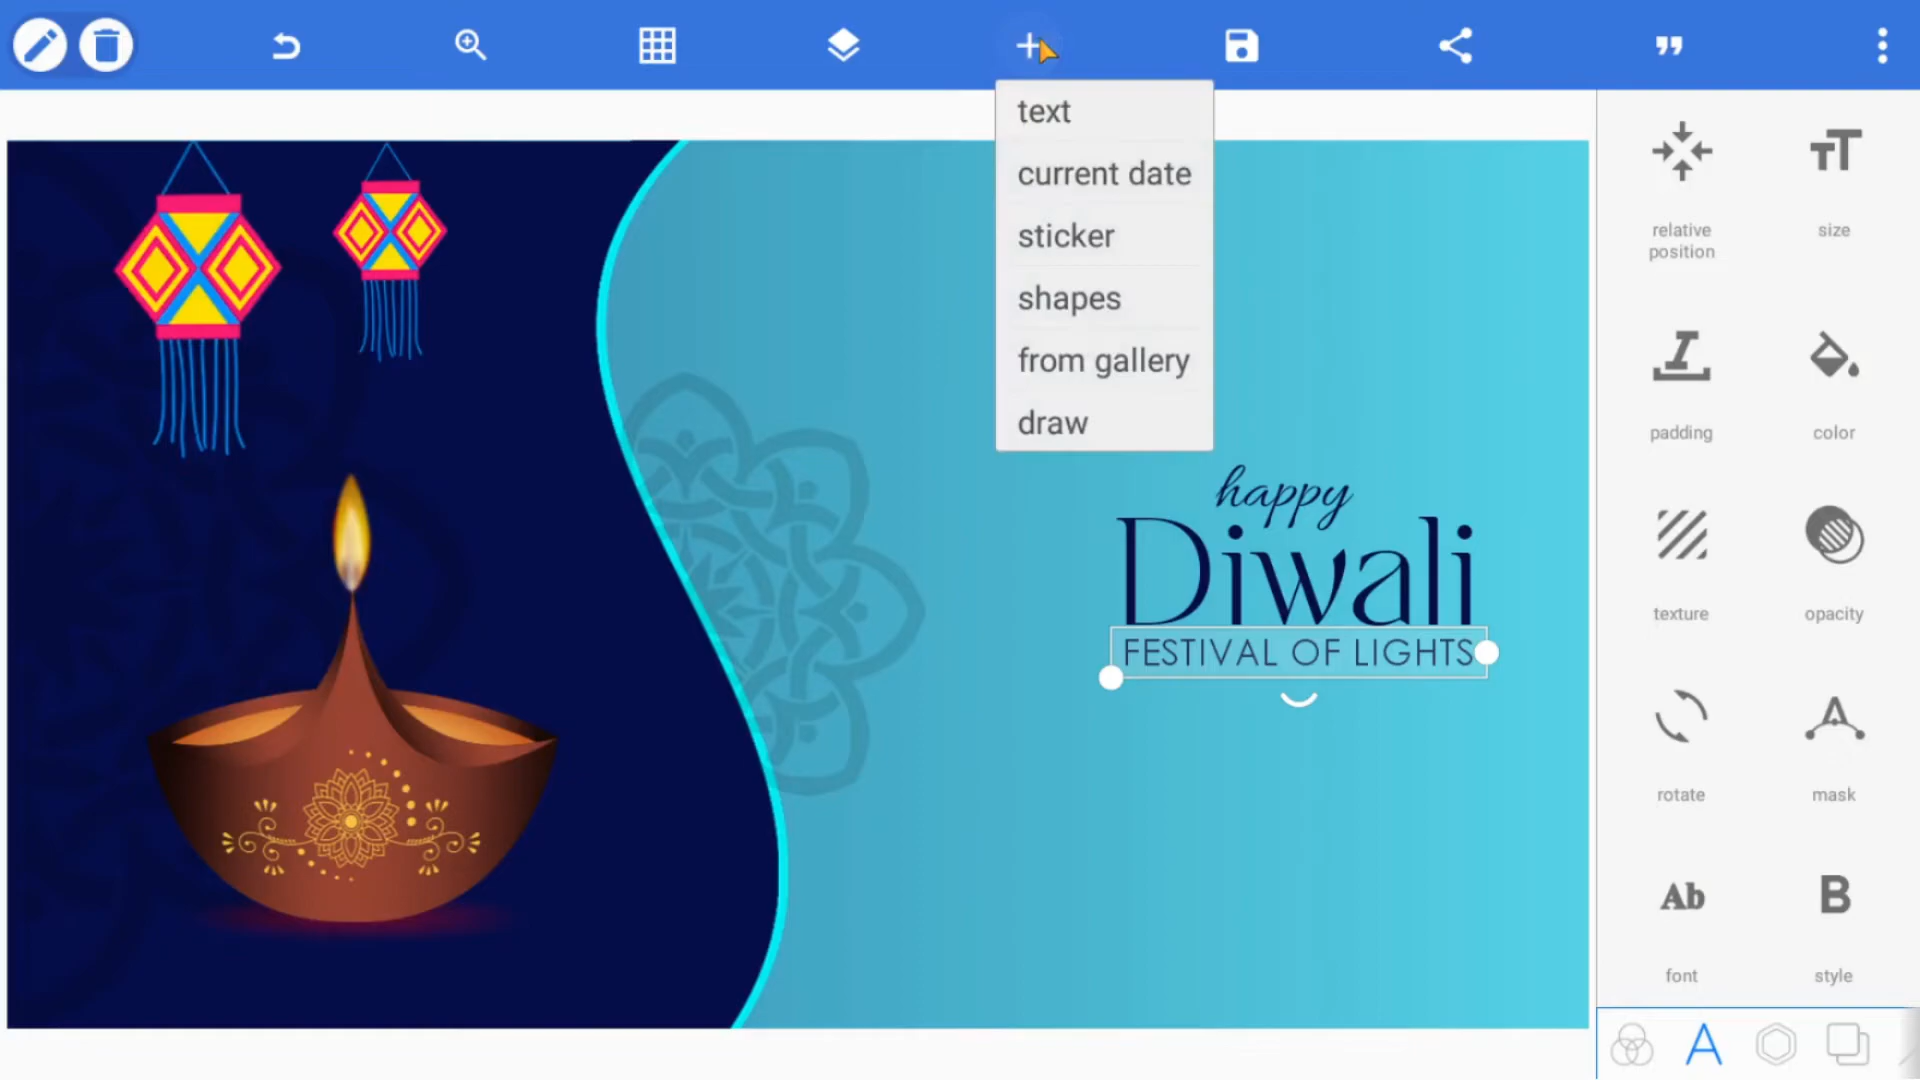 text
current date
sticker
shapes
from gallery
draw
happy
Diwali
FESTIVAL OF LIGHTS
relative
position
size
padding
color
texture
opacity
rotate
mask
font
style